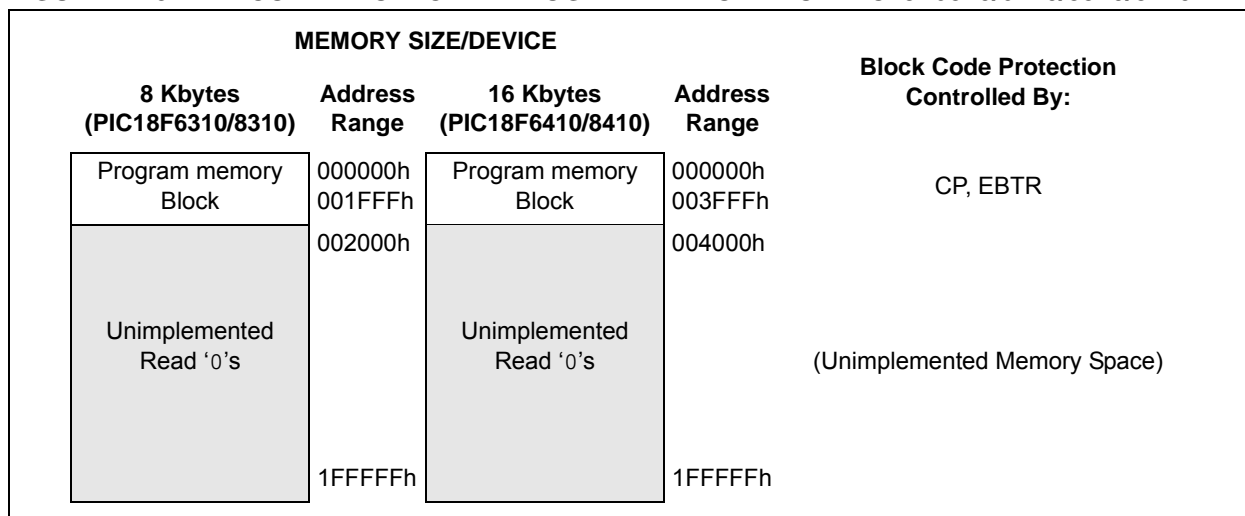 MEMORY SIZE/DEVICE
Block Code Protection
Controlled By:
8 Kbytes
(PIC18F6310/8310)
Address
Range
16 Kbytes
(PIC18F6410/8410)
Address
Range
Program memory
Block
000000h
001FFFh
Program memory
Block
000000h
003FFFh
CP, EBTR
002000h
004000h
Unimplemented
Read ‘0’s
Unimplemented
Read ‘0’s
(Unimplemented Memory Space)
1FFFFFh
1FFFFFh